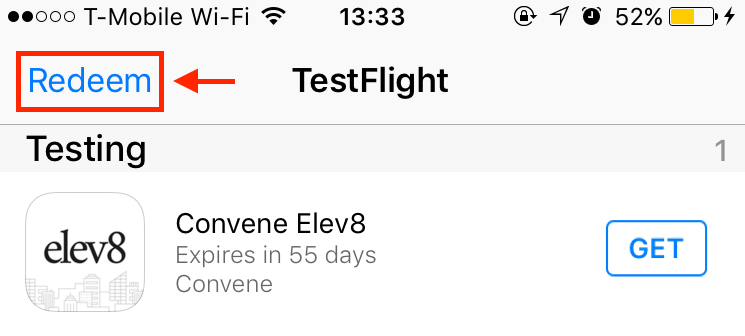 T-Mobile Wi-Fi 13:33 52%
Redeem TestFlight
Testing 1
elev8
Convene Elev8
Expires in 55 days
Convene
GET